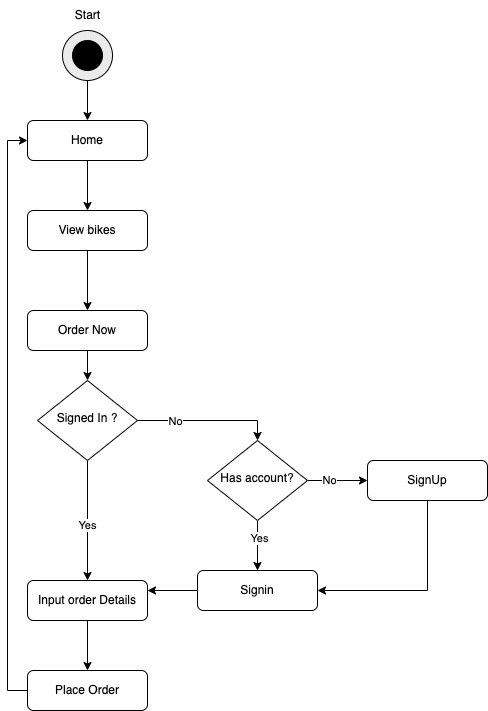 Start
Home
View bikes
Order Now
Signed In ?
No
Has account?
No
SignUp
Yes
Yes
Input order Details
Signin
Place Order